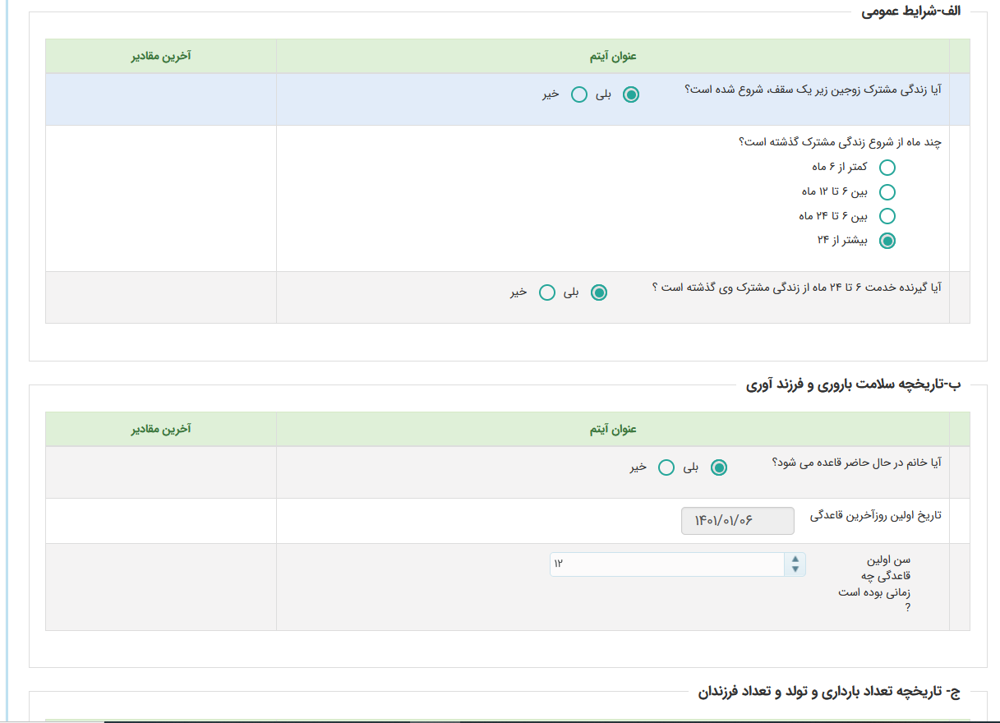 الف-شرایط عمومی
عنوان آیتم آخرین مقادیر
آیا زندگی مشترک زوجین زیر یک سقف، شروع شده است؟ بلی خیر
چند ماه از شروع زندگی مشترک گذشته است؟
کمتر از ۶ ماه
بین ۶ تا ۱۲ ماه
بین ۶ تا ۲۴ ماه
بیشتر از ۲۴
آیا گیرنده خدمت ۶ تا ۲۴ ماه از زندگی مشترک وی گذشته است ؟ بلی خیر
ب-تاریخچه سلامت باروری و فرزند آوری
عنوان آیتم آخرین مقادیر
آیا خانم در حال حاضر قاعده می شود؟ بلی خیر
تاریخ اولین روزآخرین قاعدگی ۱۴۰۱/۰۱/۰۶
سن اولین
قاعدگی چه
زمانی بوده است
?
۱۲
ج- تاریخچه تعداد بارداری و تولد و تعداد فرزندان